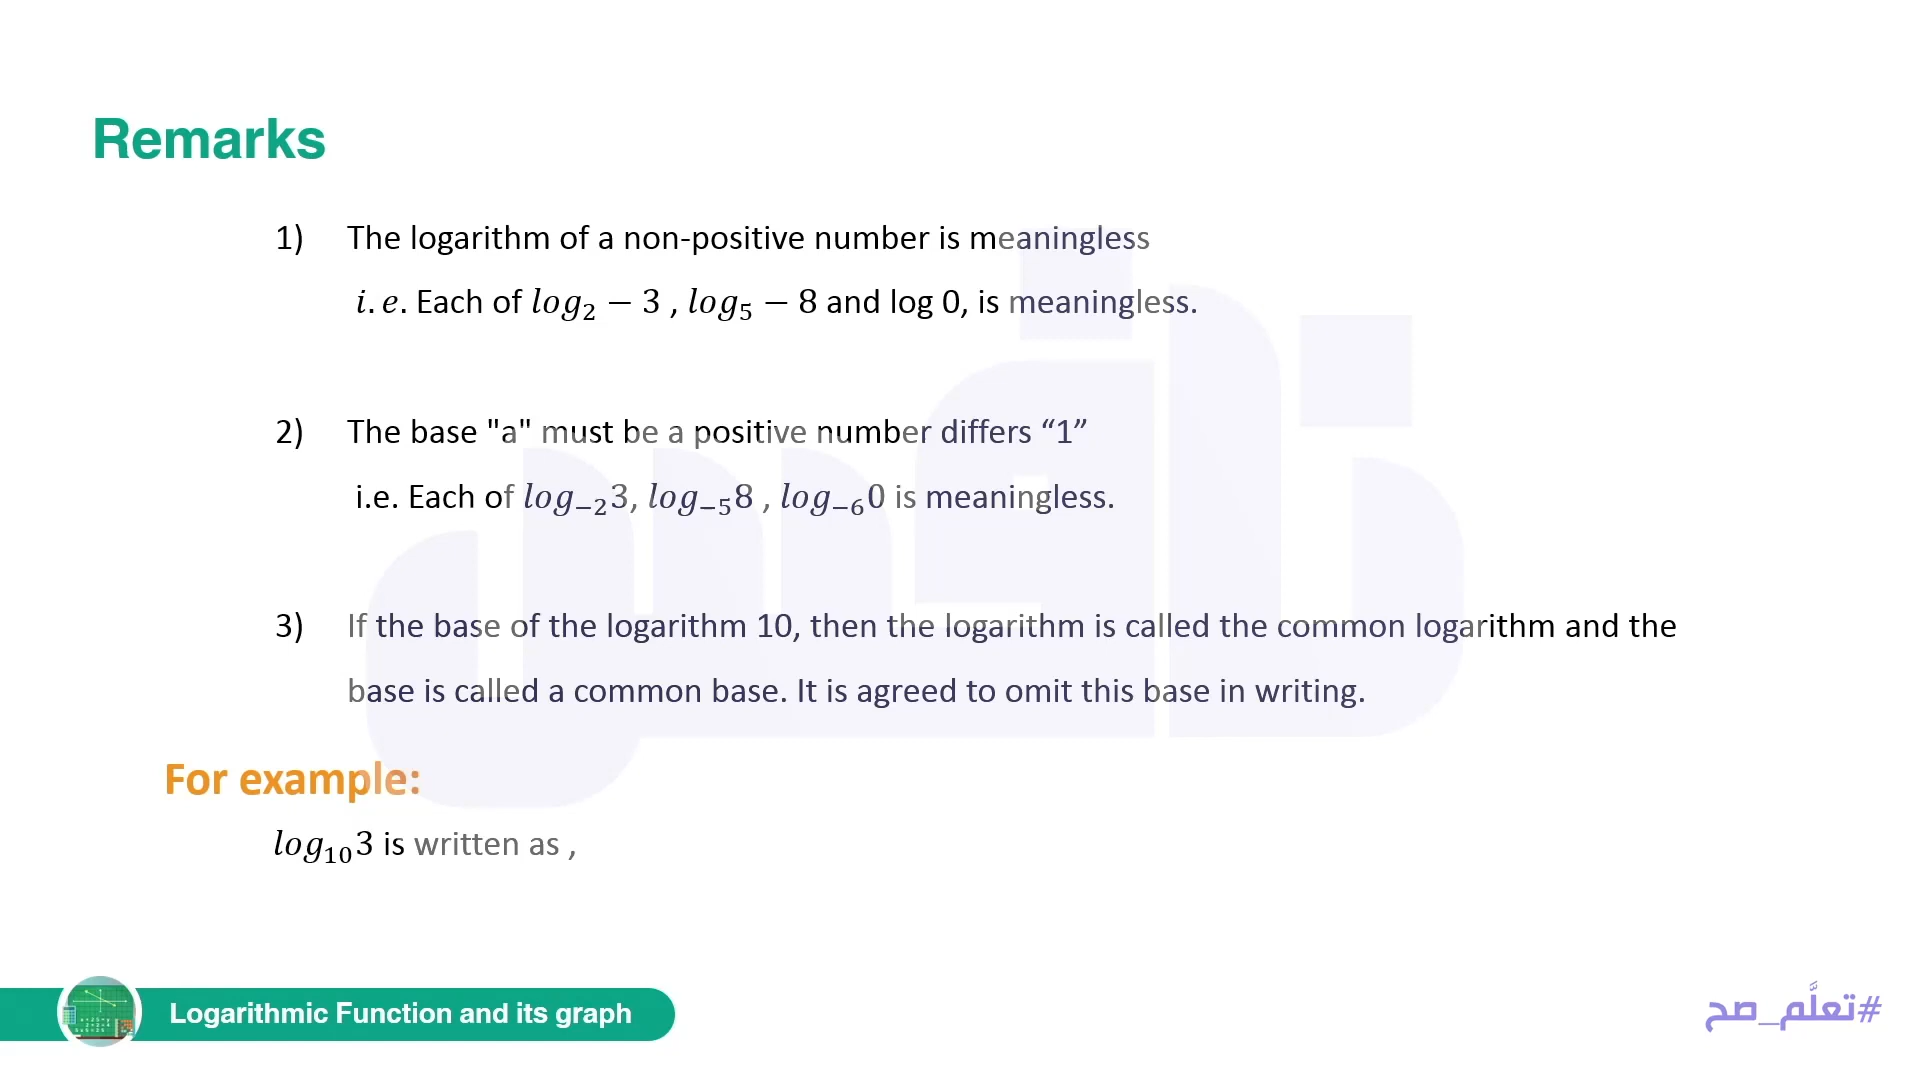 Remarks
1) The logarithm of a non-positive number is meaningless
i.e. Each of log₂ − 3 , log₅ − 8 and log 0, is meaningless.
2) The base "a" must be a positive number differs “1”
i.e. Each of log₋₂3, log₋₅8 , log₋₆0 is meaningless.
3) If the base of the logarithm 10, then the logarithm is called the common logarithm and the
base is called a common base. It is agreed to omit this base in writing.
For example:
log₁₀3 is written as ,
Logarithmic Function and its graph
#تعلَّم_صح